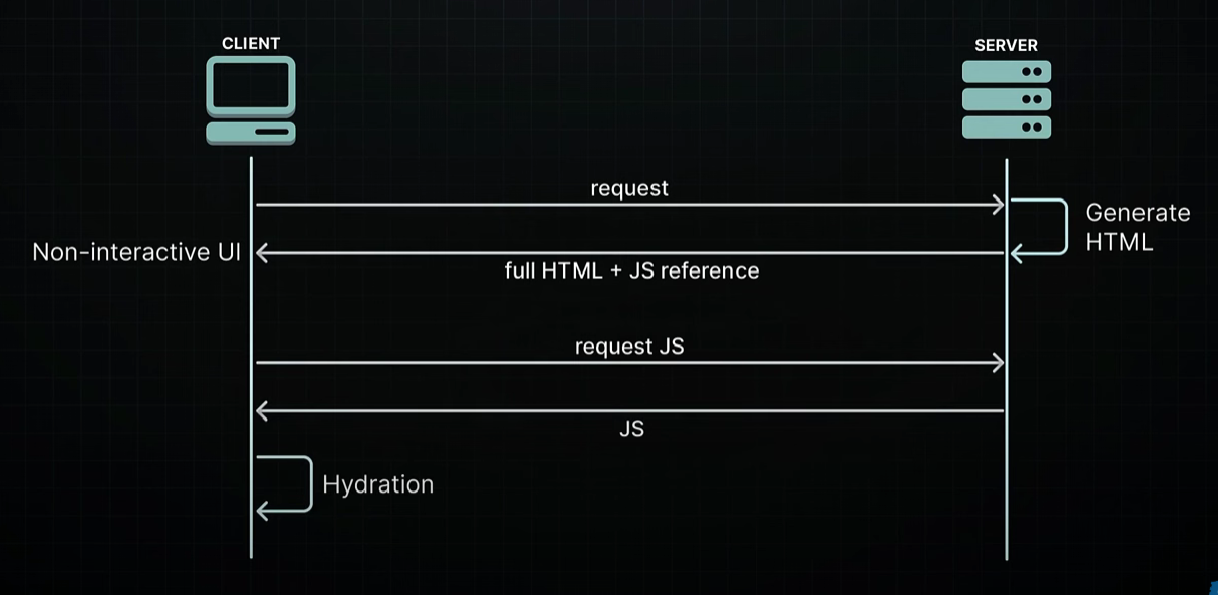 CLIENT
SERVER
request
Generate
HTML
Non-interactive UI
full HTML + JS reference
request JS
JS
Hydration